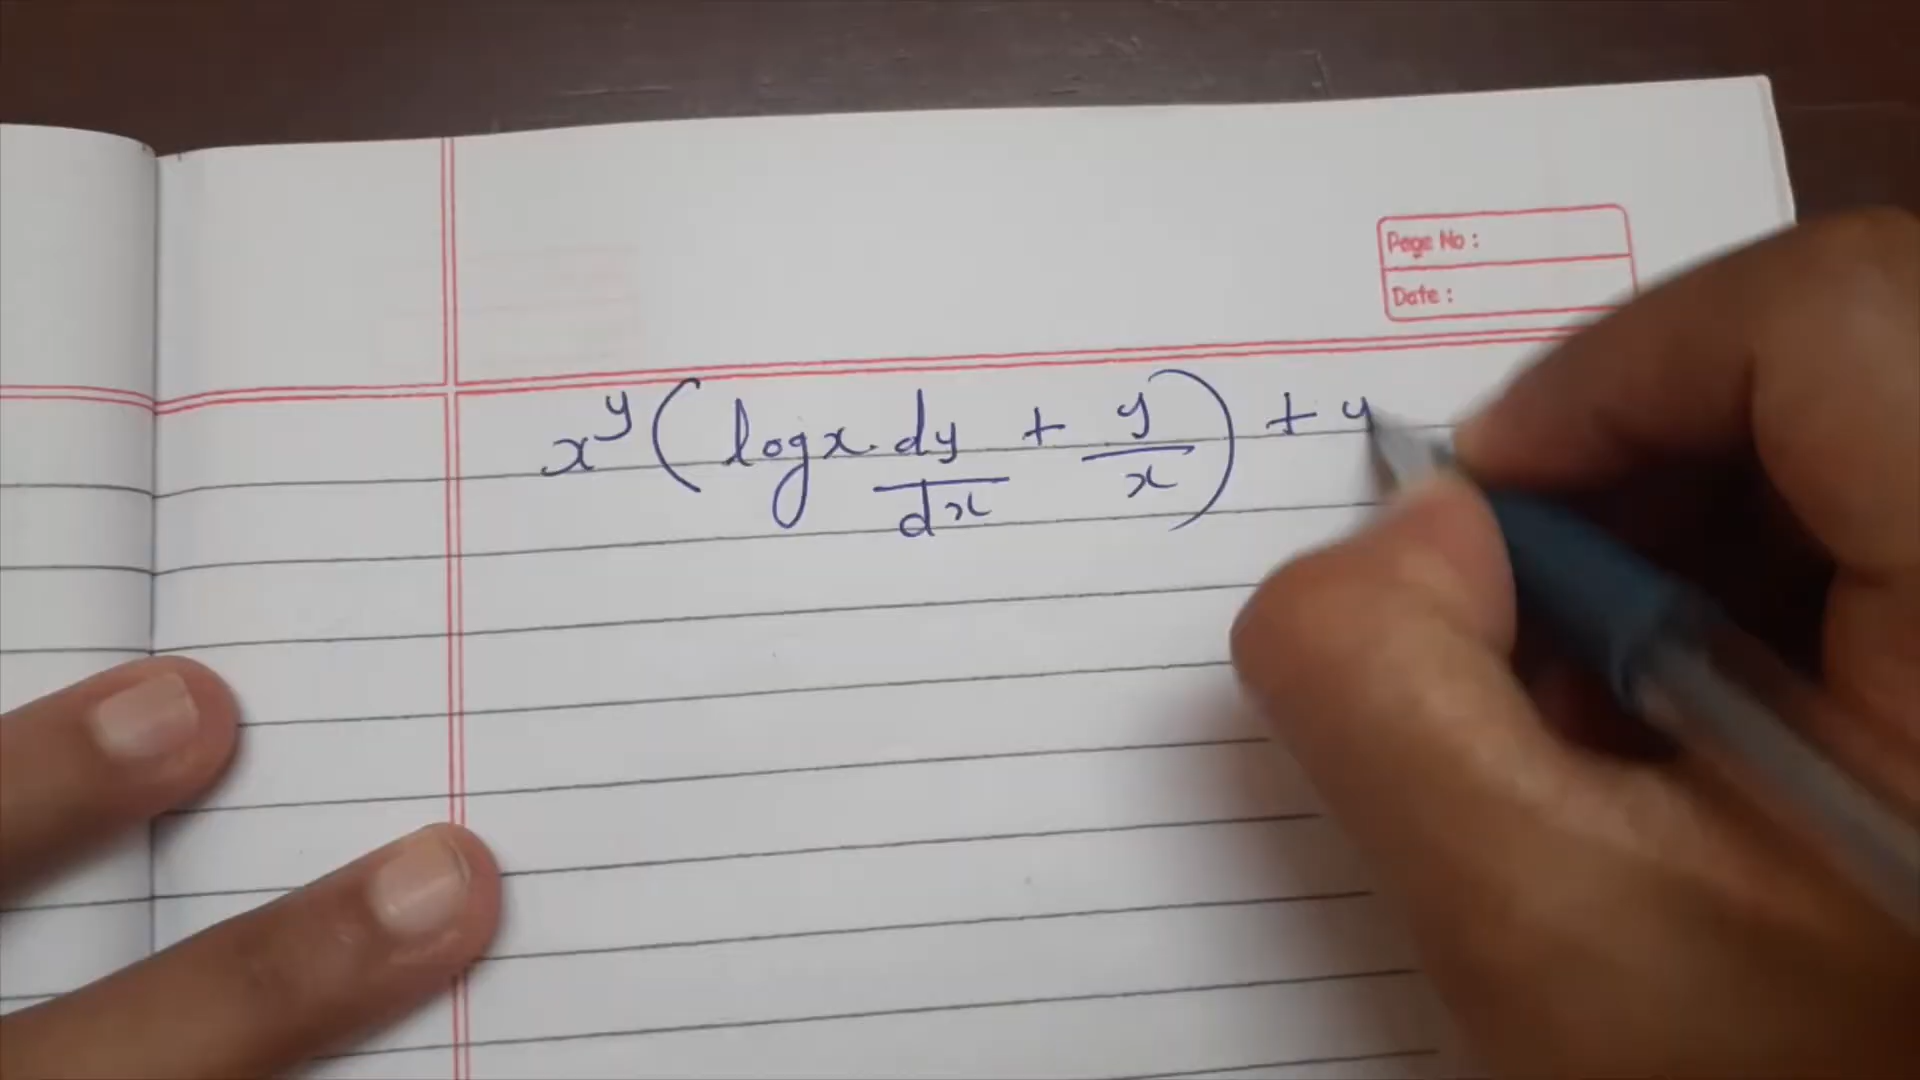 Page No :
Date :
x^y ( log x · dy/dx + y/x ) + y